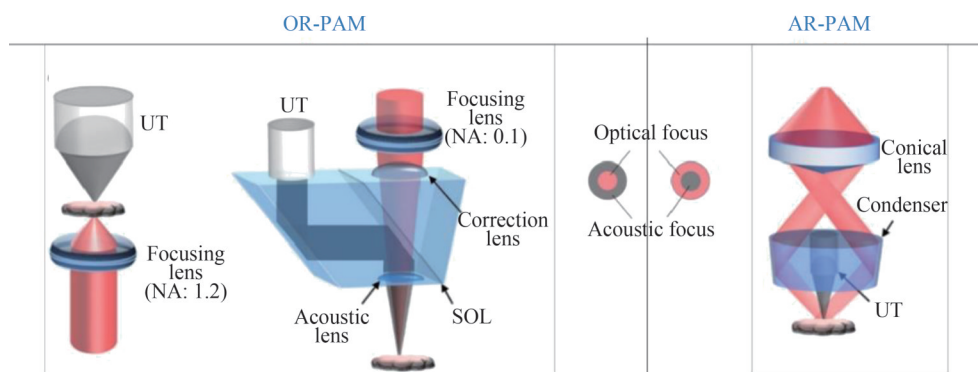 OR-PAM
AR-PAM
UT
Focusing
lens
(NA: 1.2)
UT
Focusing
lens
(NA: 0.1)
Correction
lens
Acoustic
lens
SOL
Optical focus
Acoustic focus
Conical
lens
Condenser
UT